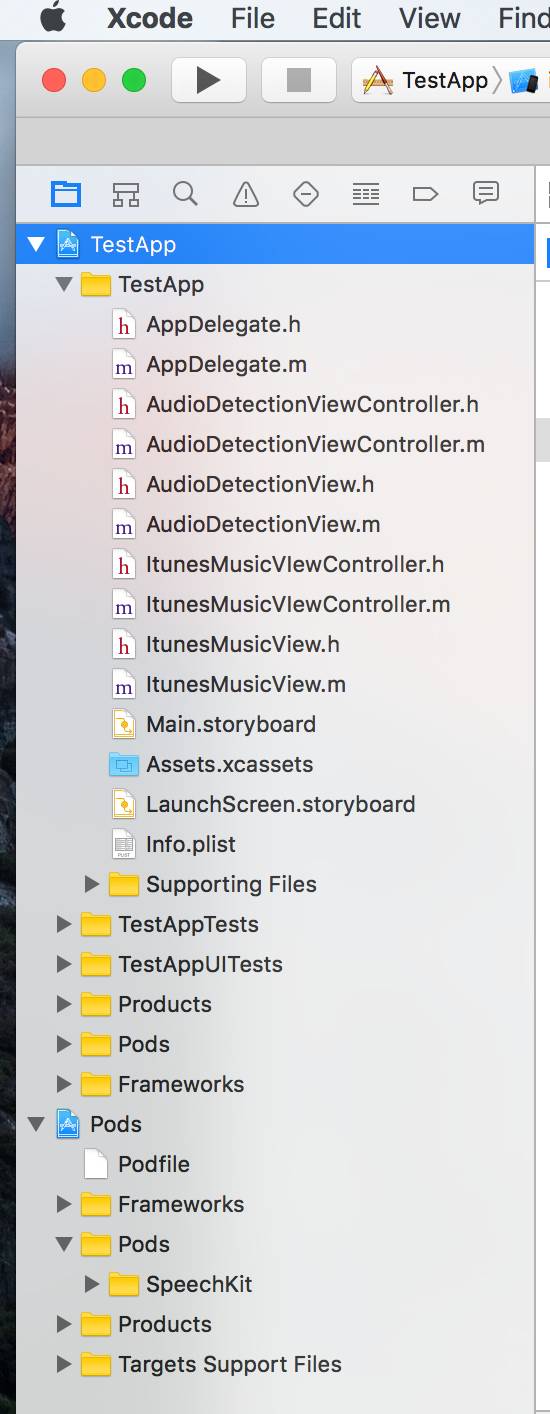 Xcode File Edit View Find
TestApp
TestApp
TestApp
h AppDelegate.h
m AppDelegate.m
h AudioDetectionViewController.h
m AudioDetectionViewController.m
h AudioDetectionView.h
m AudioDetectionView.m
h ItunesMusicVIewController.h
m ItunesMusicVIewController.m
h ItunesMusicView.h
m ItunesMusicView.m
Main.storyboard
Assets.xcassets
LaunchScreen.storyboard
PLIST Info.plist
Supporting Files
TestAppTests
TestAppUITests
Products
Pods
Frameworks
Pods
Podfile
Frameworks
Pods
SpeechKit
Products
Targets Support Files